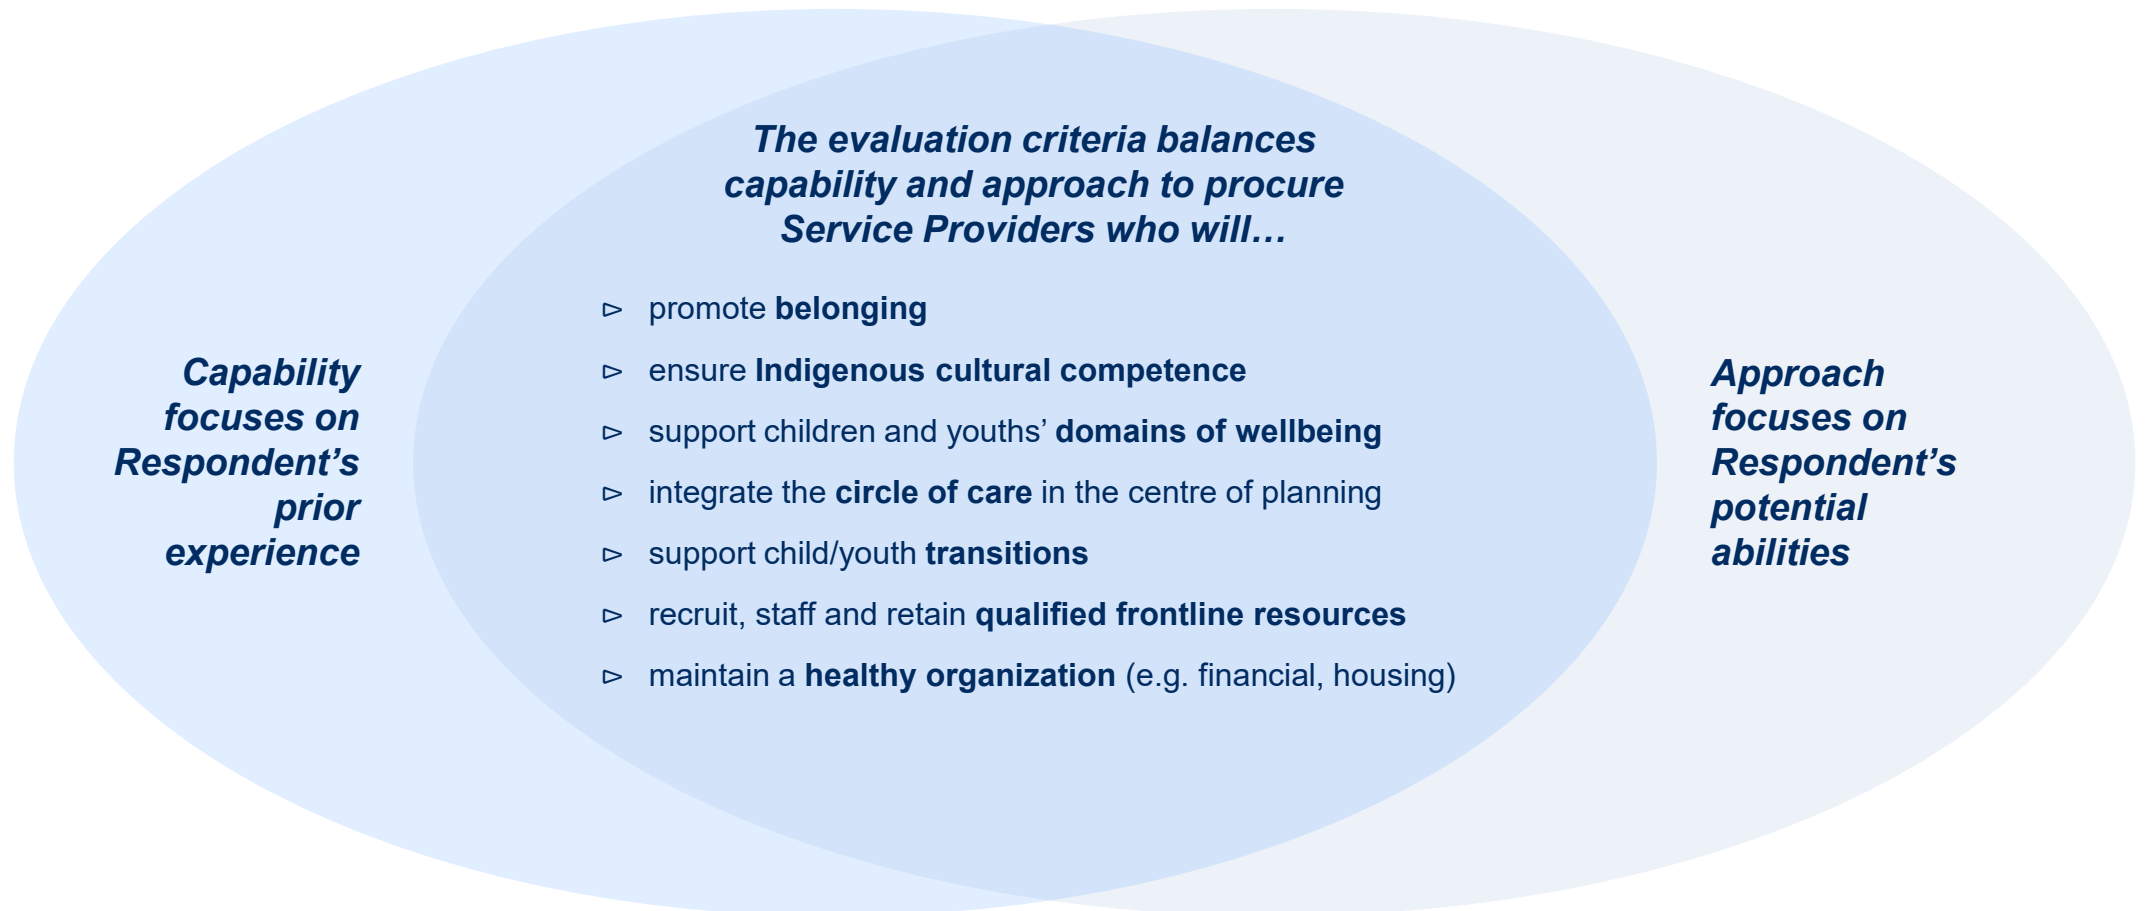 The evaluation criteria balances
capability and approach to procure
Service Providers who will…
▻ promote belonging
▻ ensure Indigenous cultural competence
▻ support children and youths’ domains of wellbeing
▻ integrate the circle of care in the centre of planning
▻ support child/youth transitions
▻ recruit, staff and retain qualified frontline resources
▻ maintain a healthy organization (e.g. financial, housing)
Capability
focuses on
Respondent’s
prior
experience
Approach
focuses on
Respondent’s
potential
abilities